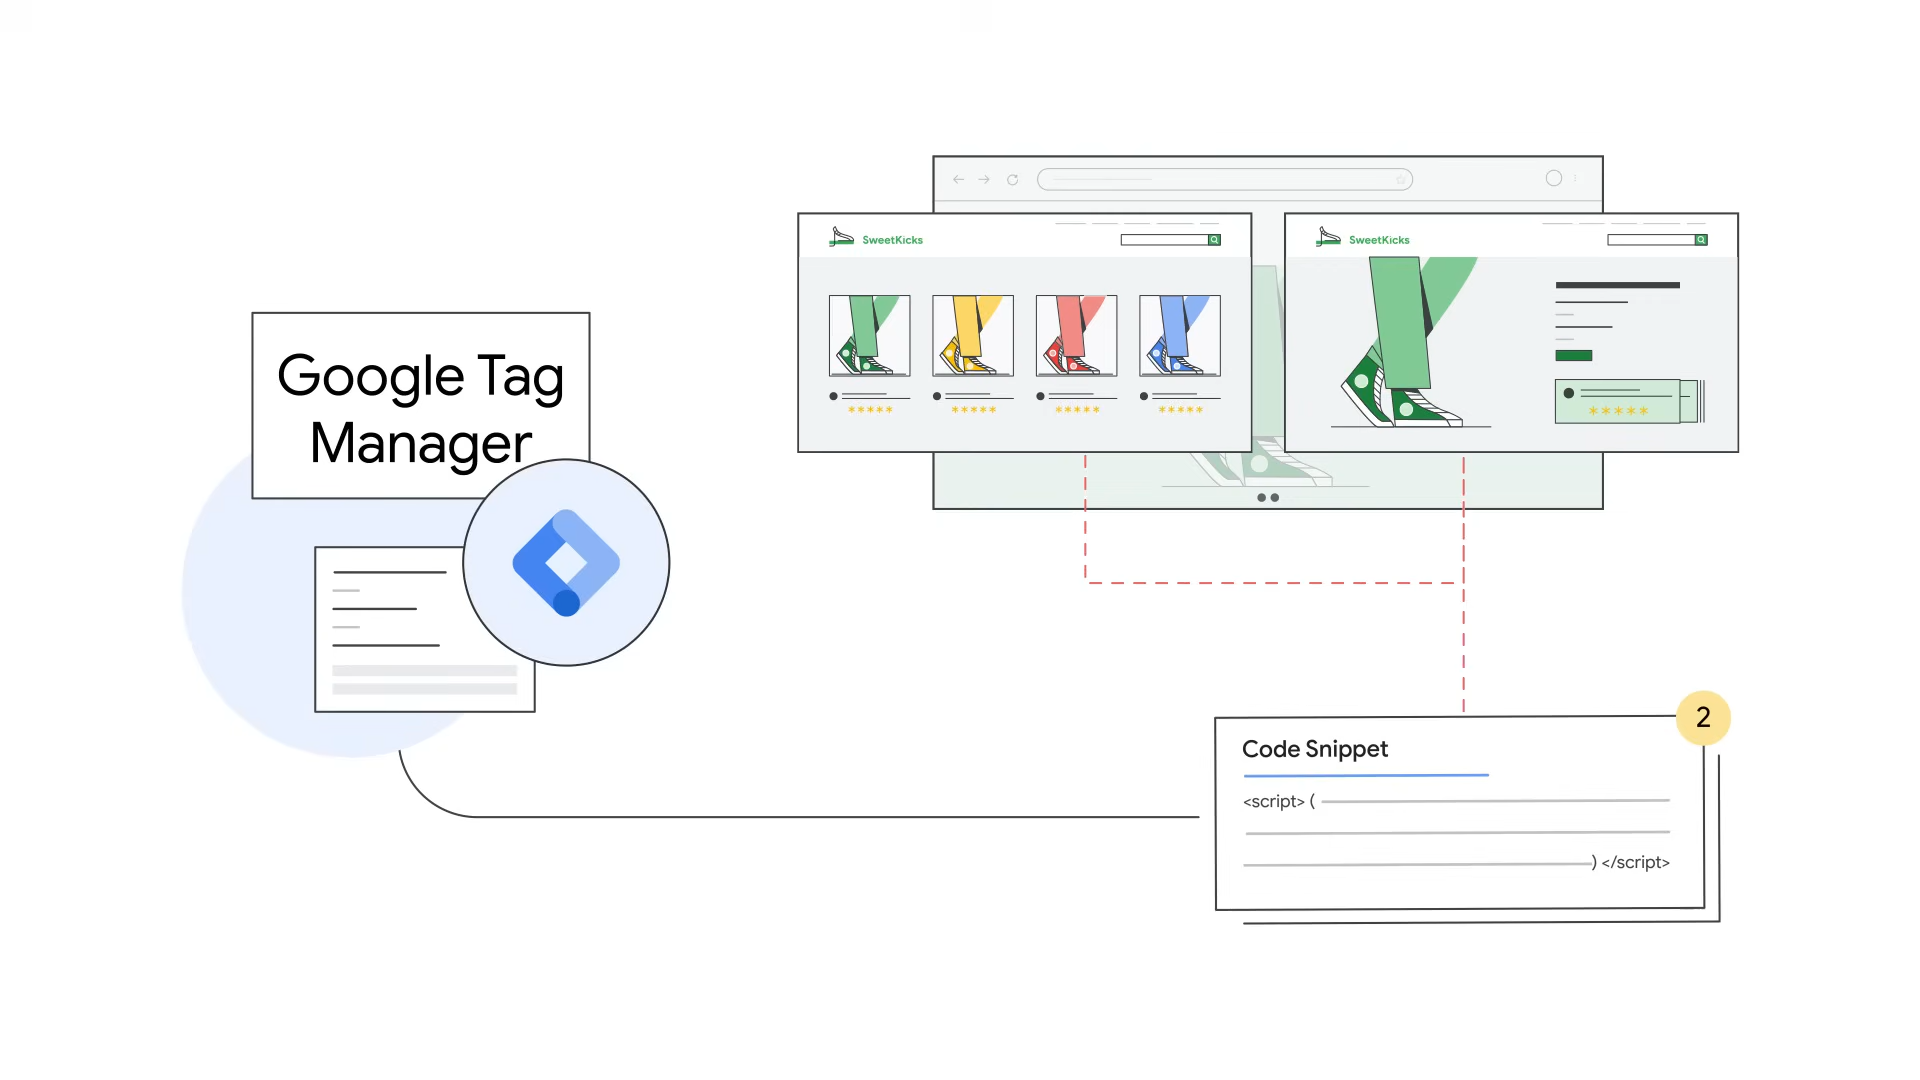 Google Tag
Manager
SweetKicks
SweetKicks
2
Code Snippet
<script> (
) </script>